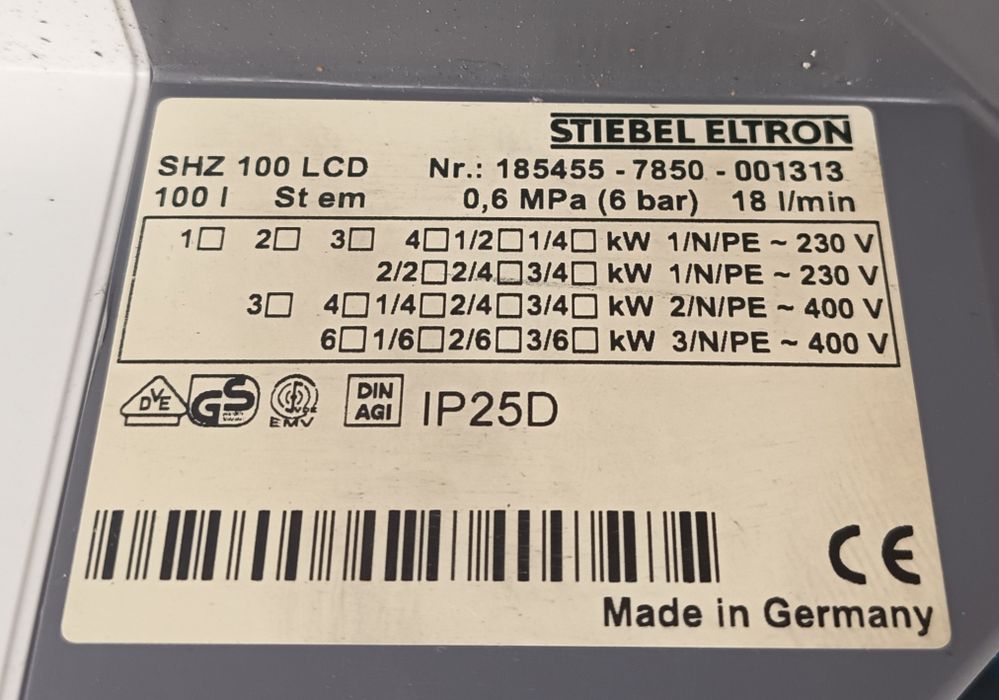 STIEBEL ELTRON
SHZ 100 LCD Nr.: 185455 - 7850 - 001313
100 l St em 0,6 MPa (6 bar) 18 l/min
1☐ 2☐ 3☐ 4☐ 1/2☐ 1/4☐ kW 1/N/PE ~ 230 V
2/2☐ 2/4☐ 3/4☐ kW 1/N/PE ~ 230 V
3☐ 4☐ 1/4☐ 2/4☐ 3/4☐ kW 2/N/PE ~ 400 V
6☐ 1/6☐ 2/6☐ 3/6☐ kW 3/N/PE ~ 400 V
DVE GS VDE EMV DIN AGI IP25D
CE
Made in Germany